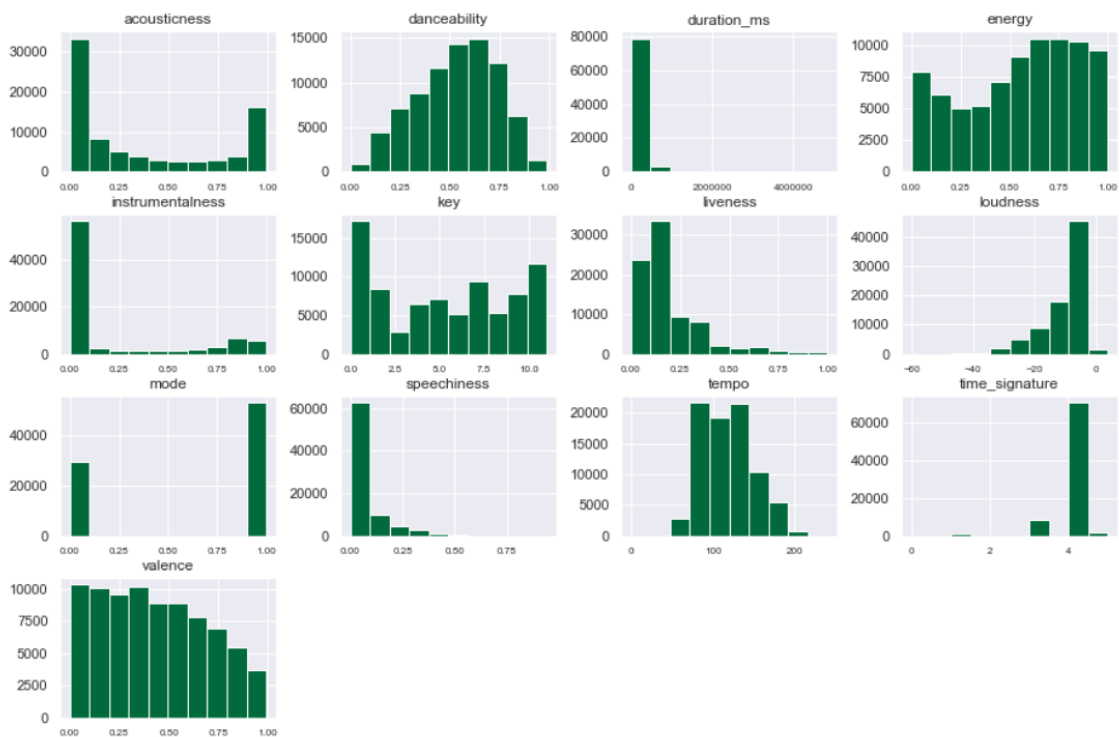 acousticness
30000
20000
10000
0
0.00 0.25 0.50 0.75 1.00
danceability
15000
10000
5000
0
0.00 0.25 0.50 0.75 1.00
duration_ms
80000
60000
40000
20000
0
0 2000000 4000000
energy
10000
7500
5000
2500
0
0.00 0.25 0.50 0.75 1.00
instrumentalness
40000
20000
0
0.00 0.25 0.50 0.75 1.00
key
15000
10000
5000
0
0.0 2.5 5.0 7.5 10.0
liveness
30000
20000
10000
0
0.00 0.25 0.50 0.75 1.00
loudness
40000
30000
20000
10000
0
−60 −40 −20 0
mode
40000
20000
0
0.00 0.25 0.50 0.75 1.00
speechiness
60000
40000
20000
0
0.00 0.25 0.50 0.75
tempo
20000
15000
10000
5000
0
0 100 200
time_signature
60000
40000
20000
0
0 2 4
valence
10000
7500
5000
2500
0
0.00 0.25 0.50 0.75 1.00